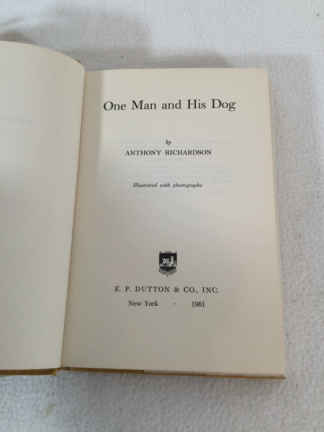 One Man and His Dog
by
ANTHONY RICHARDSON
Illustrated with photographs
E. P. DUTTON & CO., INC.
New York · 1961